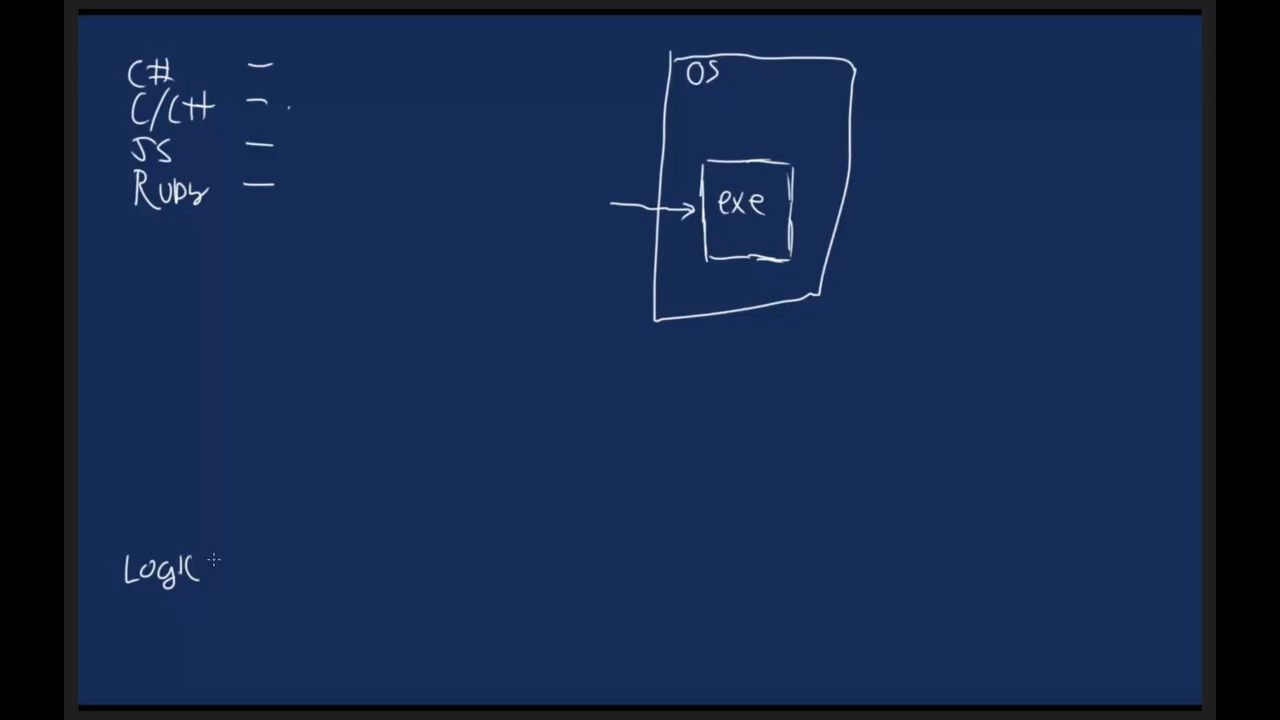 C# -
C/C++ -
JS -
Ruby -
OS
exe
Logic